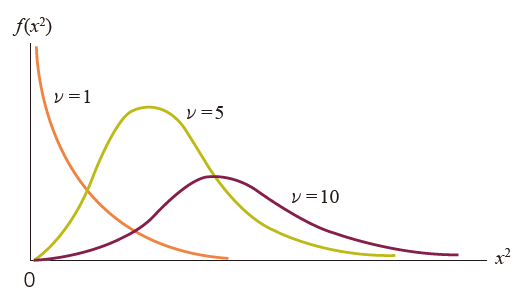 f(x²)
ν = 1
ν = 5
ν = 10
x²
0